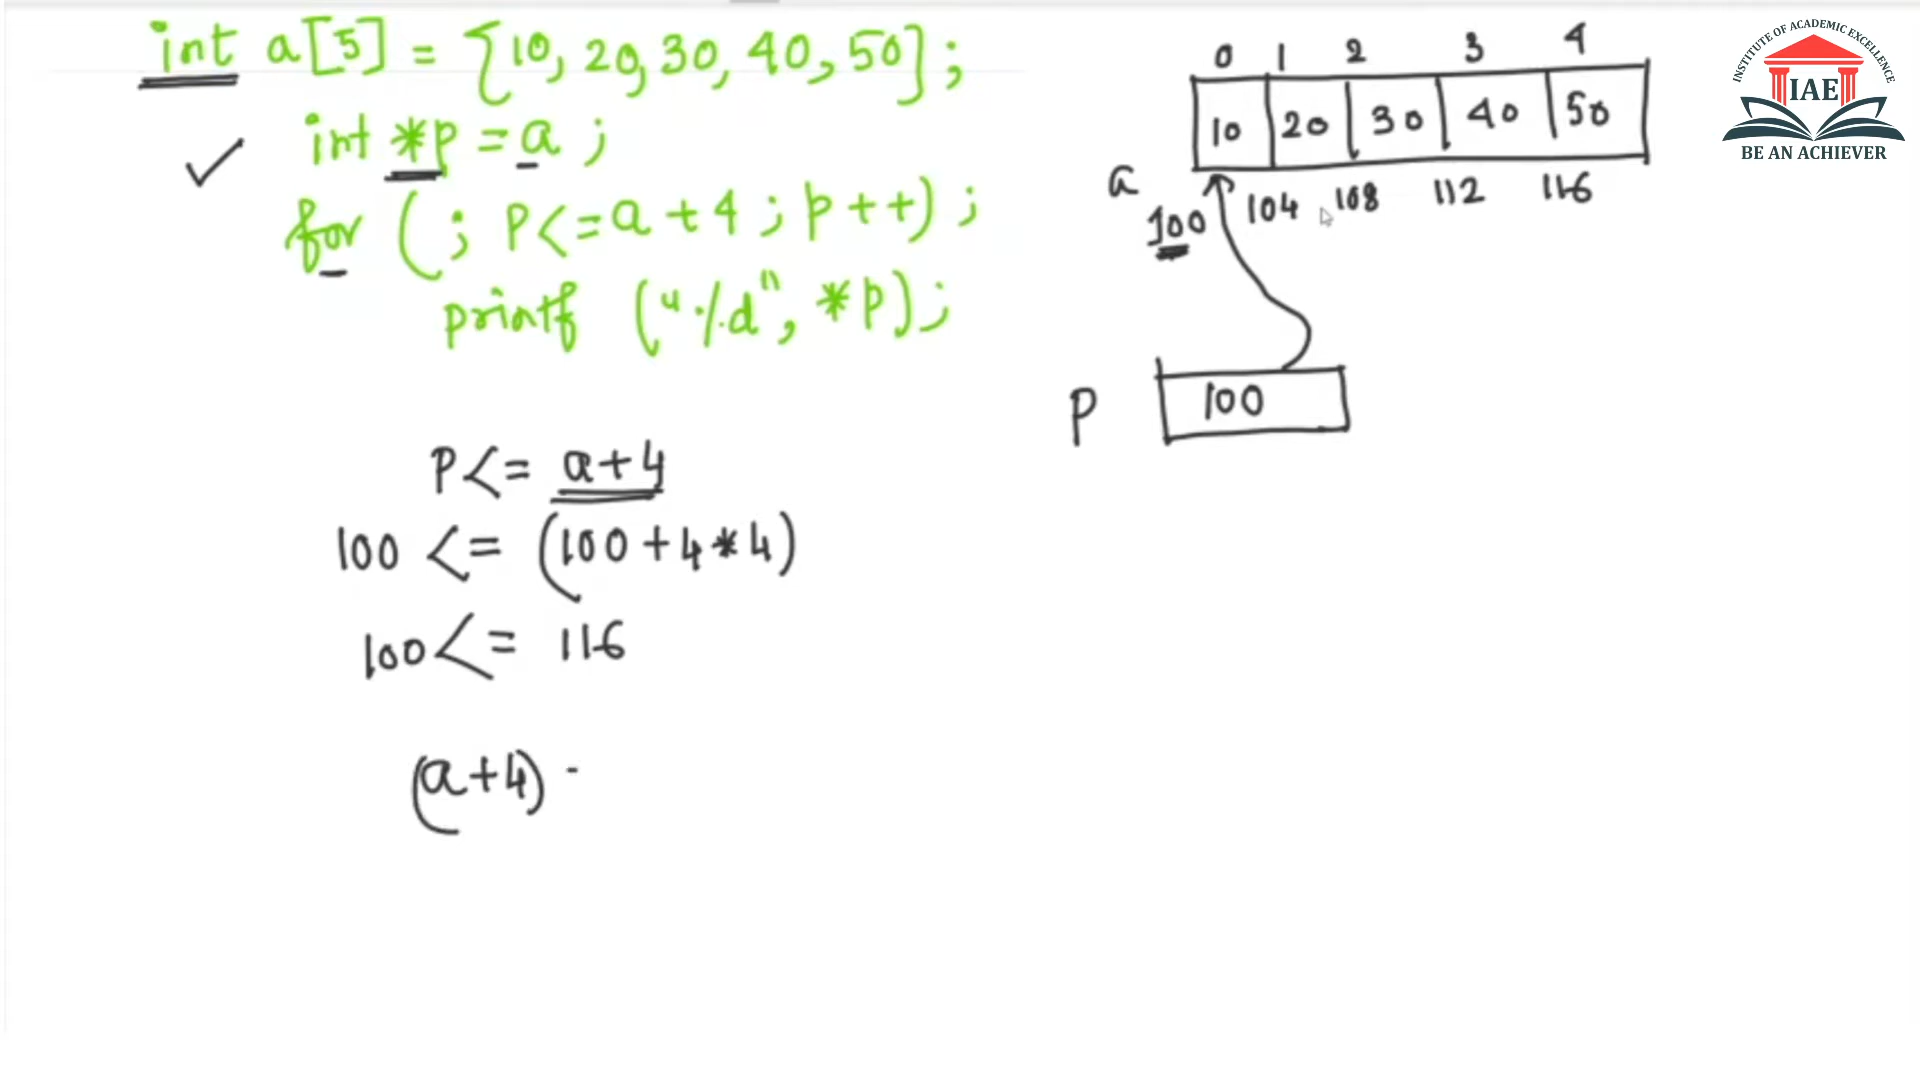 int a[5] = {10, 20, 30, 40, 50};
int *p = a ;
for ( ; P<=a+4 ; p++) ;
printf ("%d", *p);
P<= a+4
100 <= (100+4*4)
100<= 116
(a+4) -
0 1 2 3 4
10 20 30 40 50
a
100 104 108 112 116
P 100
INSTITUTE OF ACADEMIC EXCELLENCE
IAE
BE AN ACHIEVER